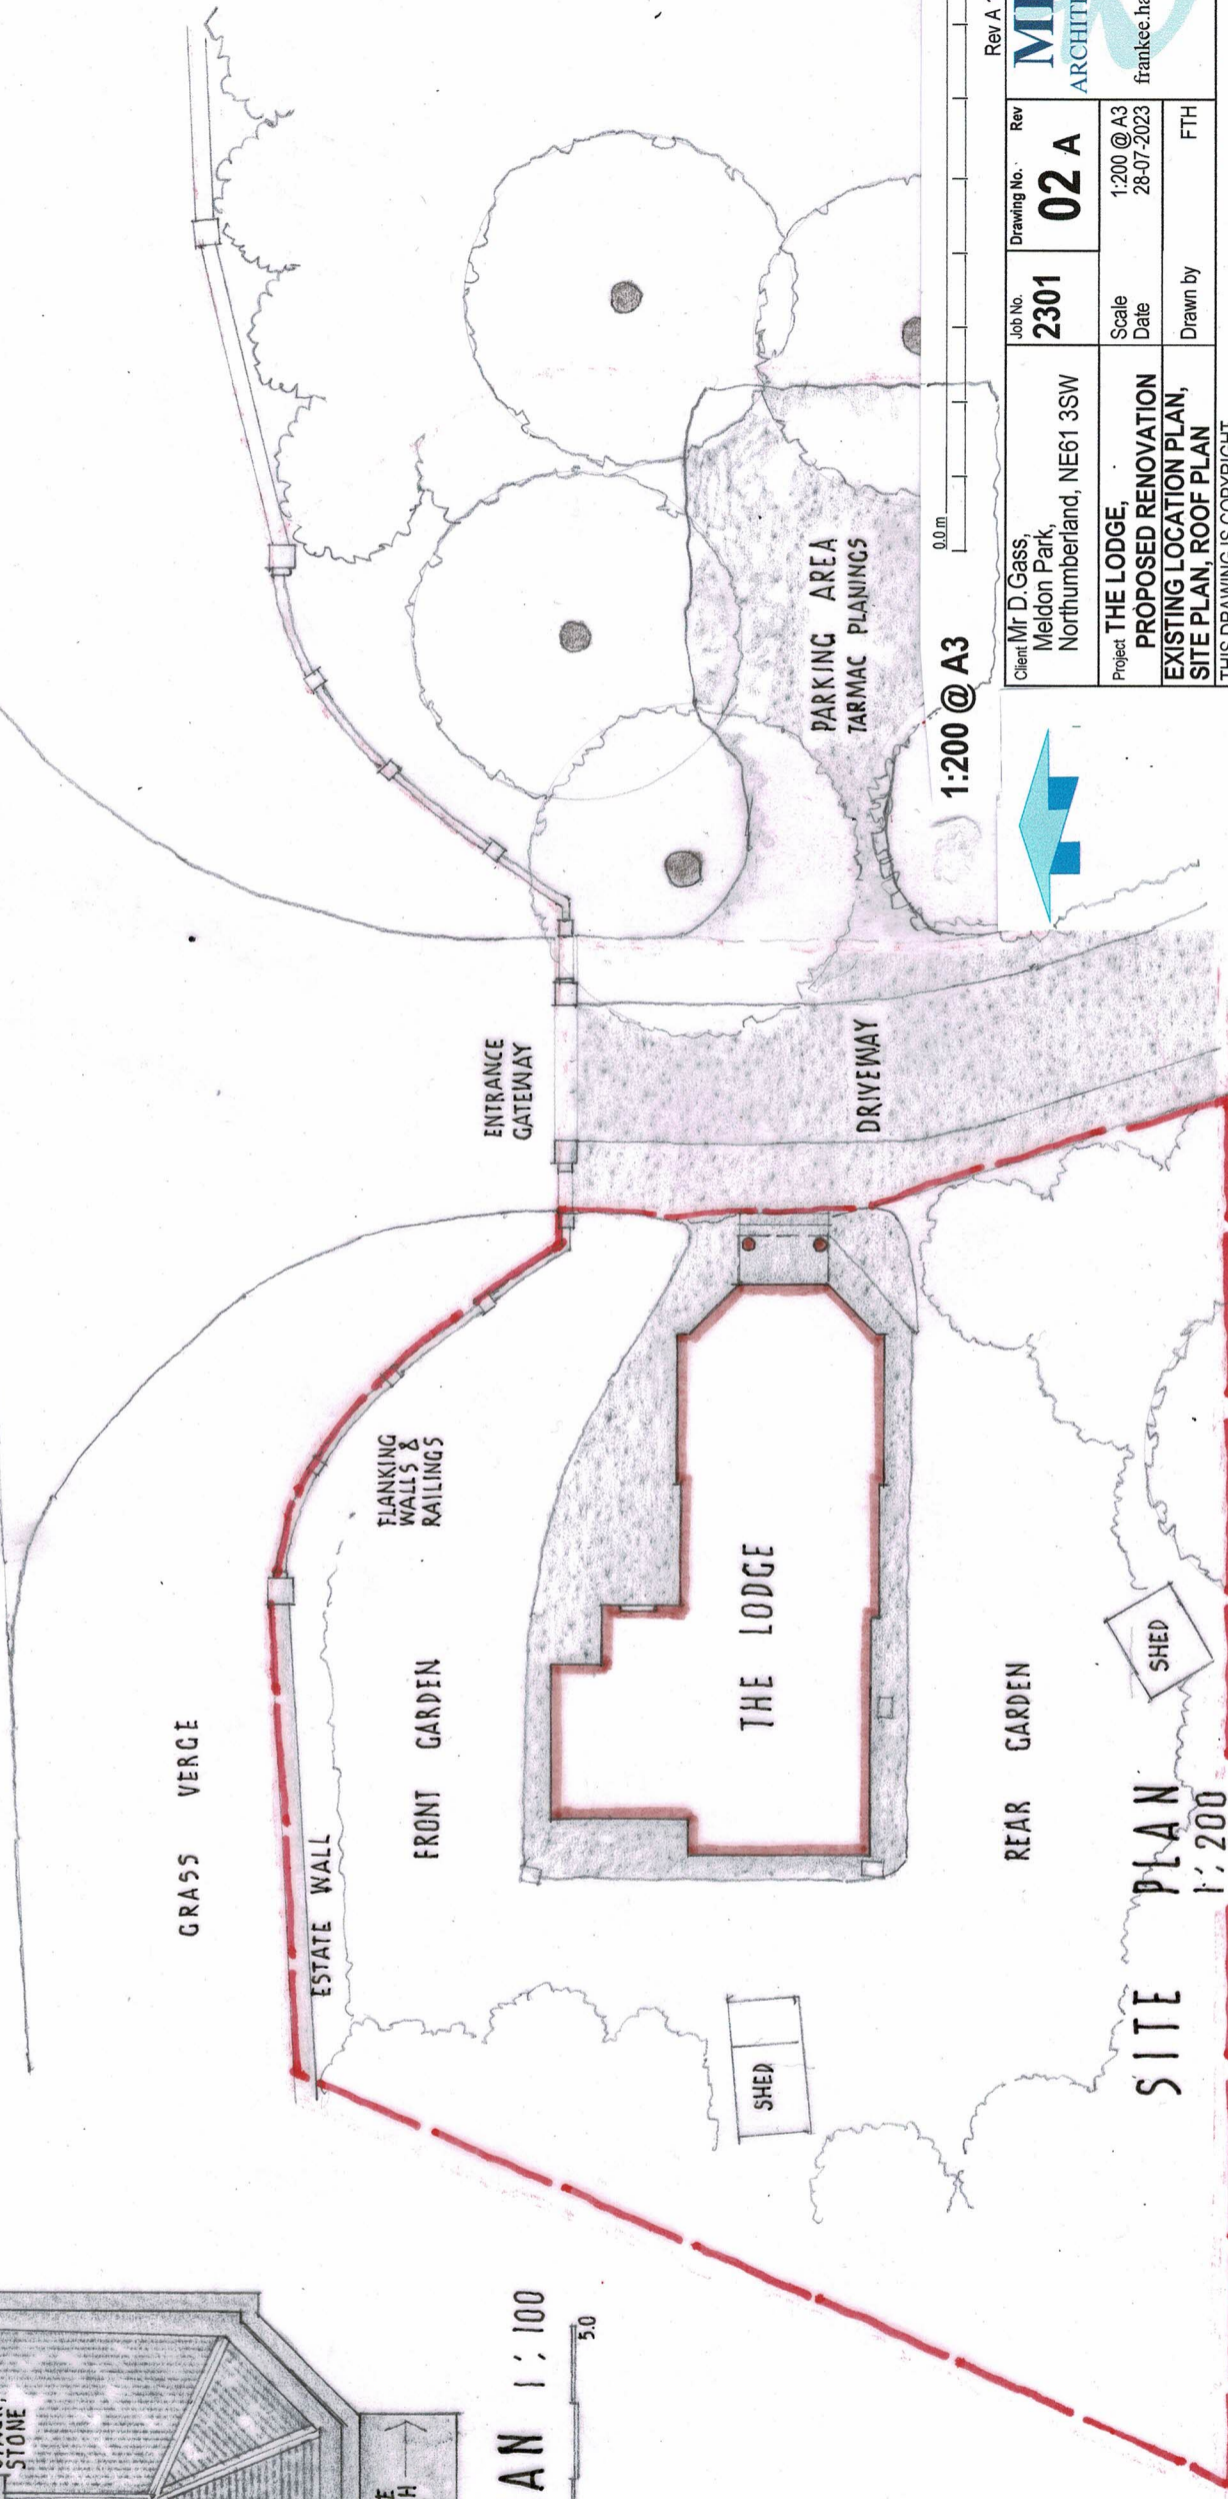 STONE
AN 1 ; 100
5.0
GRASS VERGE
ESTATE WALL
FRONT GARDEN
FLANKING
WALLS &
RAILINGS
ENTRANCE
GATEWAY
THE LODGE
DRIVEWAY
PARKING AREA
TARMAC PLANINGS
SHED
REAR GARDEN
SHED
SITE PLAN
1 ; 200
0.0 m
1:200 @ A3
Rev A
Client Mr D.Gass,
Meldon Park,
Northumberland, NE61 3SW
Job No.
2301
Drawing No. Rev
02 A
Project THE LODGE,
PROPOSED RENOVATION
Scale 1:200 @ A3
Date 28-07-2023
EXISTING LOCATION PLAN,
SITE PLAN, ROOF PLAN
Drawn by FTH
THIS DRAWING IS COPYRIGHT
ARCHIT